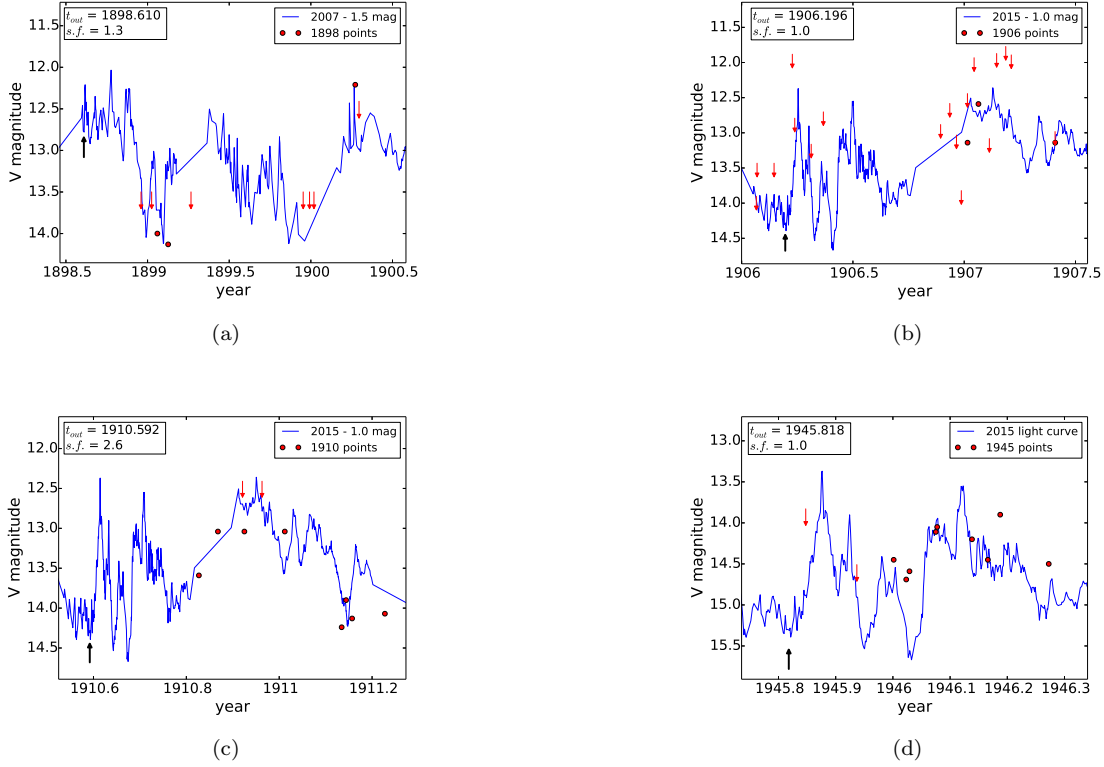 t_out = 1898.610
s.f. = 1.3
2007 - 1.5 mag
1898 points
11.5
12.0
12.5
13.0
13.5
14.0
V magnitude
1898.5 1899 1899.5 1900 1900.5
year
(a)
t_out = 1906.196
s.f. = 1.0
2015 - 1.0 mag
1906 points
11.5
12.0
12.5
13.0
13.5
14.0
14.5
V magnitude
1906 1906.5 1907 1907.5
year
(b)
t_out = 1910.592
s.f. = 2.6
2015 - 1.0 mag
1910 points
12.0
12.5
13.0
13.5
14.0
14.5
V magnitude
1910.6 1910.8 1911 1911.2
year
(c)
t_out = 1945.818
s.f. = 1.0
2015 light curve
1945 points
13.0
13.5
14.0
14.5
15.0
15.5
V magnitude
1945.8 1945.9 1946 1946.1 1946.2 1946.3
year
(d)